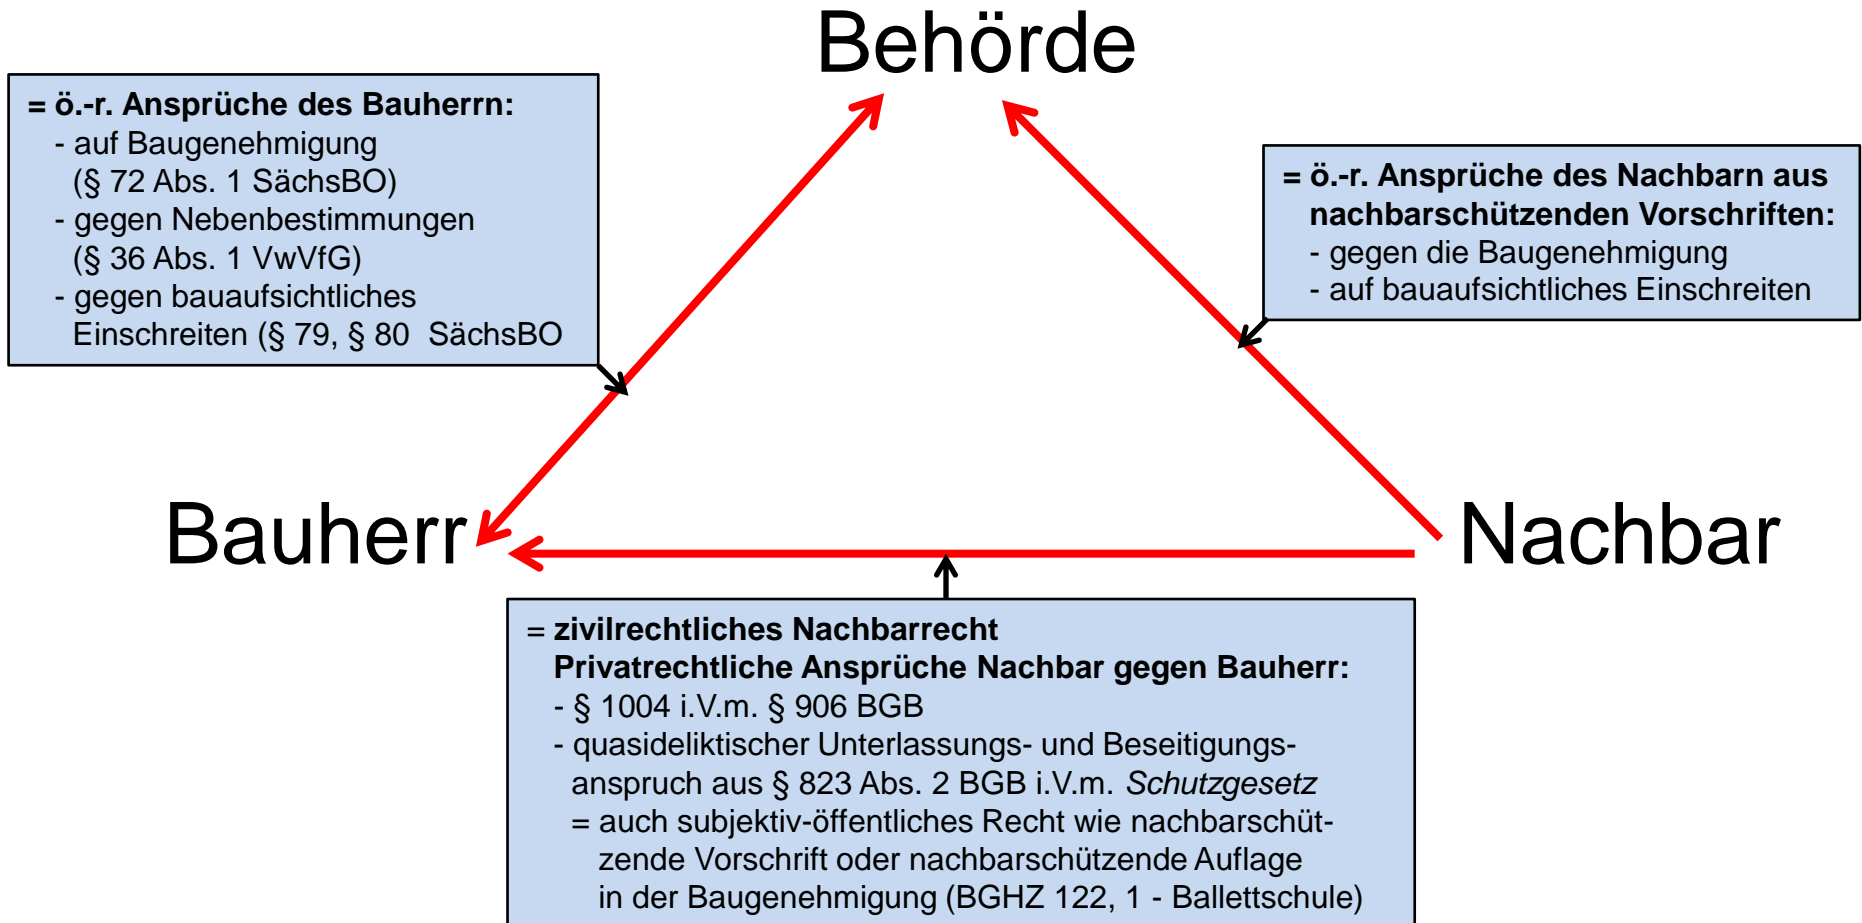 Behörde
= ö.-r. Ansprüche des Bauherrn:
- auf Baugenehmigung
(§ 72 Abs. 1 SächsBO)
- gegen Nebenbestimmungen
(§ 36 Abs. 1 VwVfG)
- gegen bauaufsichtliches
Einschreiten (§ 79, § 80 SächsBO
= ö.-r. Ansprüche des Nachbarn aus
nachbarschützenden Vorschriften:
- gegen die Baugenehmigung
- auf bauaufsichtliches Einschreiten
Bauherr
Nachbar
= zivilrechtliches Nachbarrecht
Privatrechtliche Ansprüche Nachbar gegen Bauherr:
- § 1004 i.V.m. § 906 BGB
- quasideliktischer Unterlassungs- und Beseitigungs-
anspruch aus § 823 Abs. 2 BGB i.V.m. Schutzgesetz
= auch subjektiv-öffentliches Recht wie nachbarschüt-
zende Vorschrift oder nachbarschützende Auflage
in der Baugenehmigung (BGHZ 122, 1 - Ballettschule)